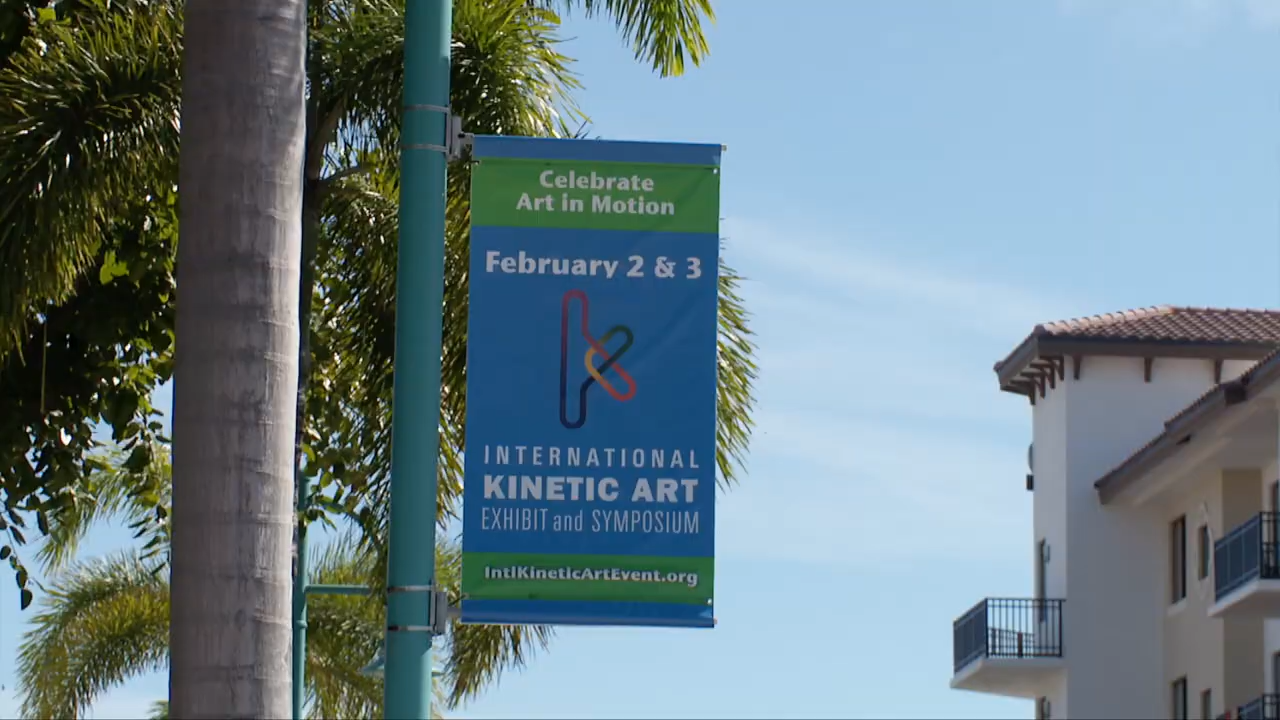 Celebrate
Art in Motion
February 2 & 3
INTERNATIONAL
KINETIC ART
EXHIBIT and SYMPOSIUM
IntlKineticArtEvent.org